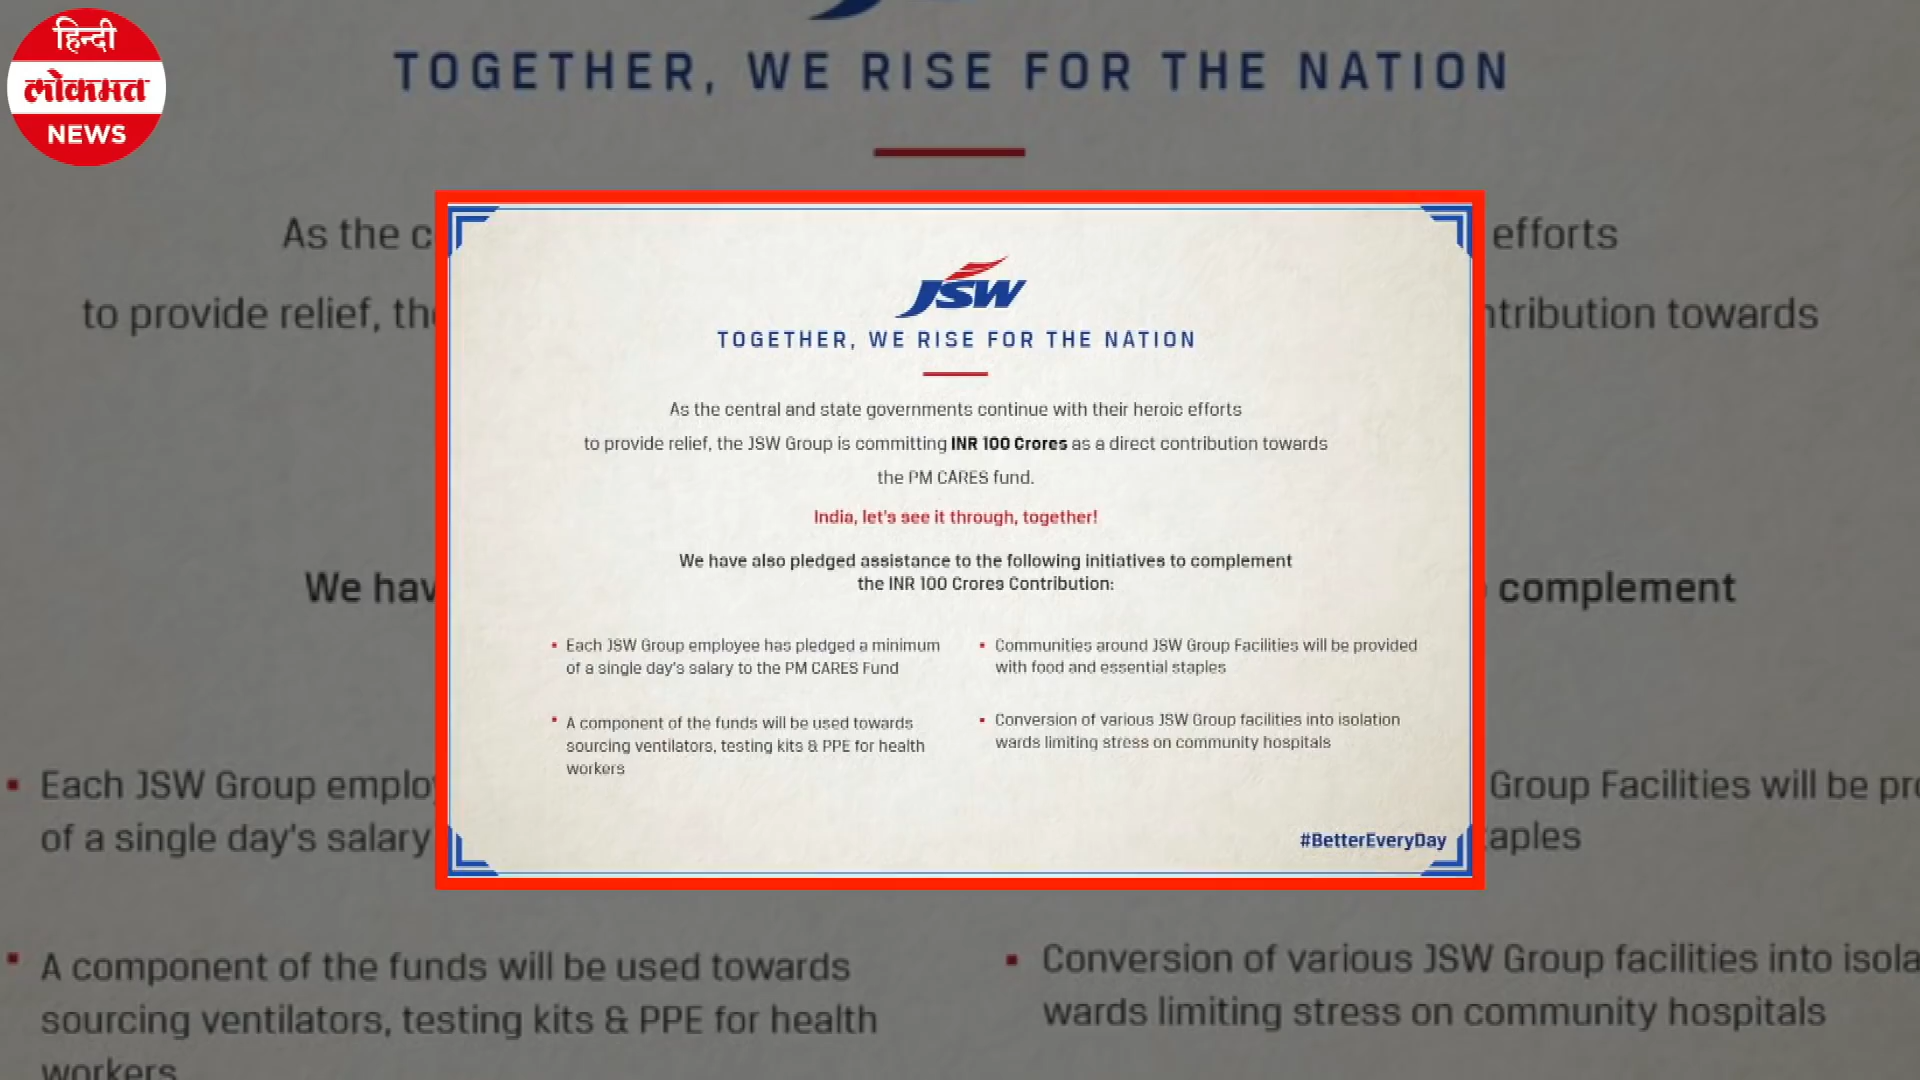 हिन्दी
लोकमत
NEWS
TOGETHER, WE RISE FOR THE NATION
As the c
efforts
to provide relief, the
ntribution towards
We hav
complement
Each JSW Group employ
Group Facilities will be pro
of a single day's salary
taples
A component of the funds will be used towards
sourcing ventilators, testing kits & PPE for health
workers
Conversion of various JSW Group facilities into isola
wards limiting stress on community hospitals
JSW
TOGETHER, WE RISE FOR THE NATION
As the central and state governments continue with their heroic efforts
to provide relief, the JSW Group is committing INR 100 Crores as a direct contribution towards
the PM CARES fund.
India, let's see it through, together!
We have also pledged assistance to the following initiatives to complement
the INR 100 Crores Contribution:
Each JSW Group employee has pledged a minimum
of a single day's salary to the PM CARES Fund
A component of the funds will be used towards
sourcing ventilators, testing kits & PPE for health
workers
Communities around JSW Group Facilities will be provided
with food and essential staples
Conversion of various JSW Group facilities into isolation
wards limiting stress on community hospitals
#BetterEveryDay